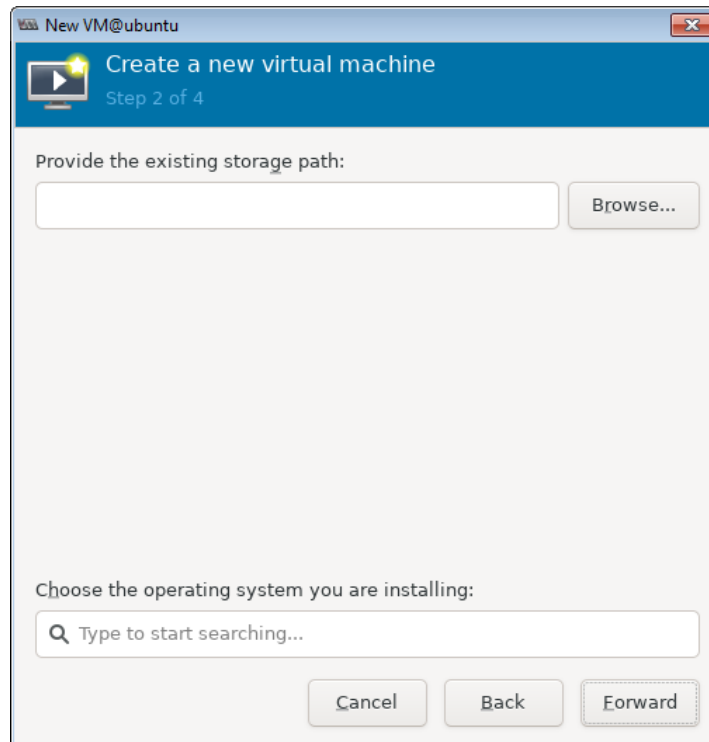 New VM@ubuntu
Create a new virtual machine
Step 2 of 4
Provide the existing storage path:
Browse...
Choose the operating system you are installing:
Type to start searching...
Cancel Back Forward